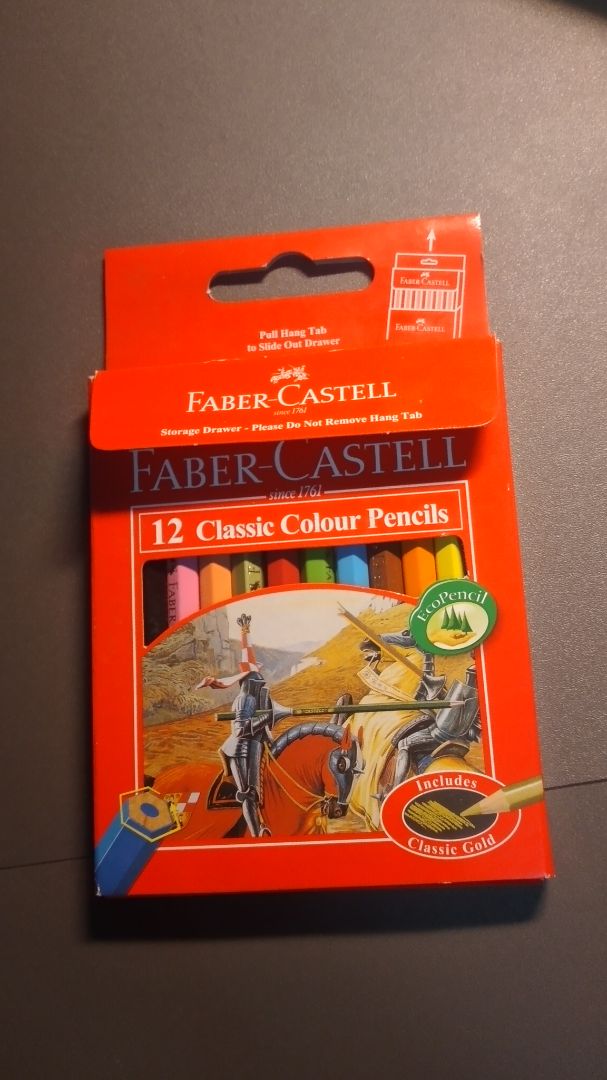 Pull Hang Tab
to Slide Out Drawer
FABER-CASTELL
FABER-CASTELL
FABER-CASTELL
since 1761
Storage Drawer - Please Do Not Remove Hang Tab
FABER-CASTELL
since 1761
12 Classic Colour Pencils
FABER
EcoPencil
Includes
Classic Gold